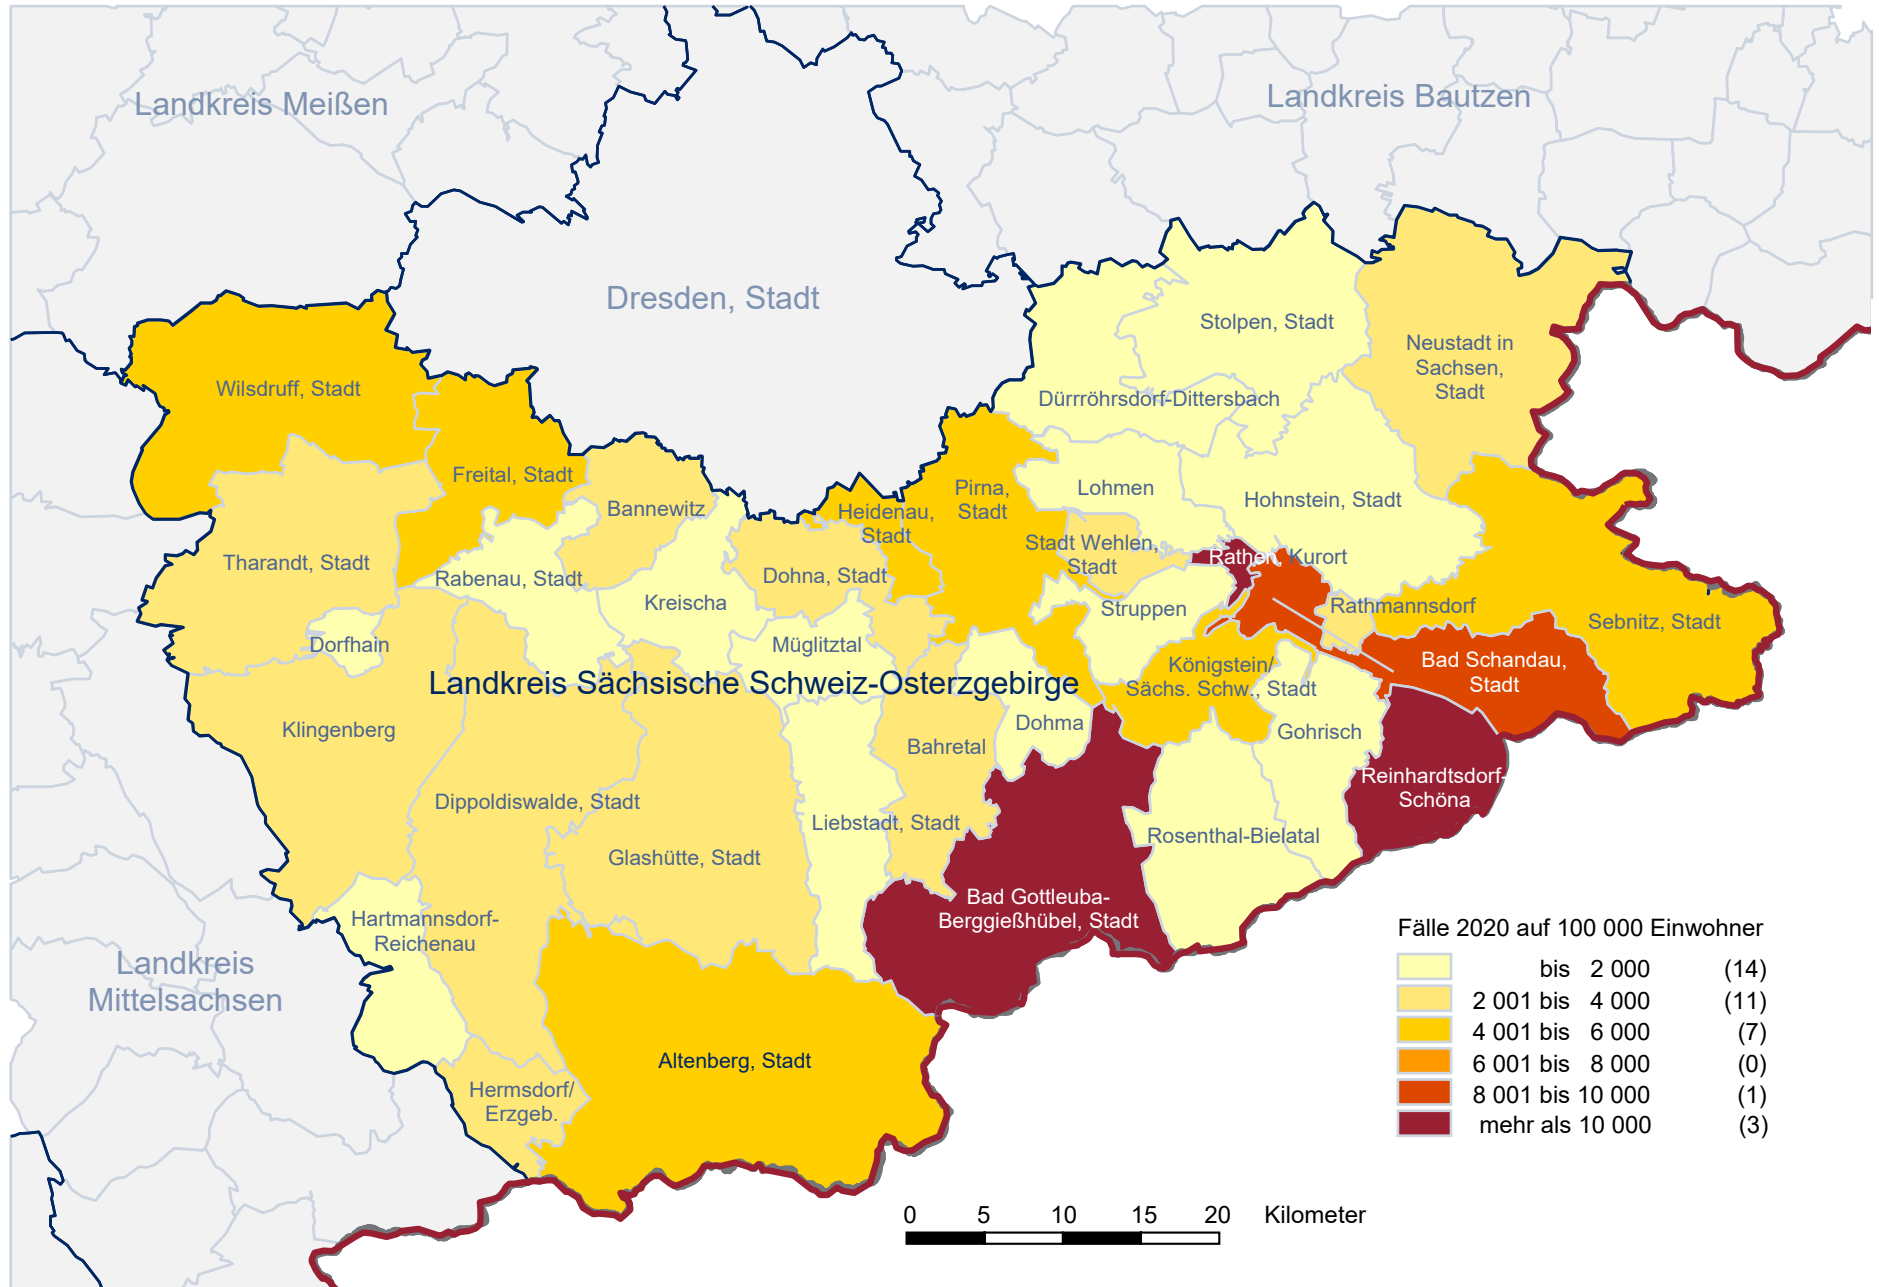 Landkreis Meißen
Landkreis Bautzen
Dresden, Stadt
Stolpen, Stadt
Neustadt in
Sachsen,
Stadt
Wilsdruff, Stadt
Dürrröhrsdorf-Dittersbach
Freital, Stadt
Pirna,
Stadt
Lohmen
Hohnstein, Stadt
Bannewitz
Heidenau,
Stadt
Stadt Wehlen,
Stadt
Rathen, Kurort
Tharandt, Stadt
Rabenau, Stadt
Dohna, Stadt
Kreischa
Struppen
Rathmannsdorf
Sebnitz, Stadt
Dorfhain
Müglitztal
Königstein/
Sächs. Schw., Stadt
Bad Schandau,
Stadt
Landkreis Sächsische Schweiz-Osterzgebirge
Klingenberg
Dohma
Gohrisch
Bahretal
Reinhardtsdorf-
Schöna
Dippoldiswalde, Stadt
Liebstadt, Stadt
Rosenthal-Bielatal
Glashütte, Stadt
Bad Gottleuba-
Berggießhübel, Stadt
Hartmannsdorf-
Reichenau
Landkreis
Mittelsachsen
Altenberg, Stadt
Hermsdorf/
Erzgeb.
Fälle 2020 auf 100 000 Einwohner
bis 2 000 (14)
2 001 bis 4 000 (11)
4 001 bis 6 000 (7)
6 001 bis 8 000 (0)
8 001 bis 10 000 (1)
mehr als 10 000 (3)
0 5 10 15 20 Kilometer